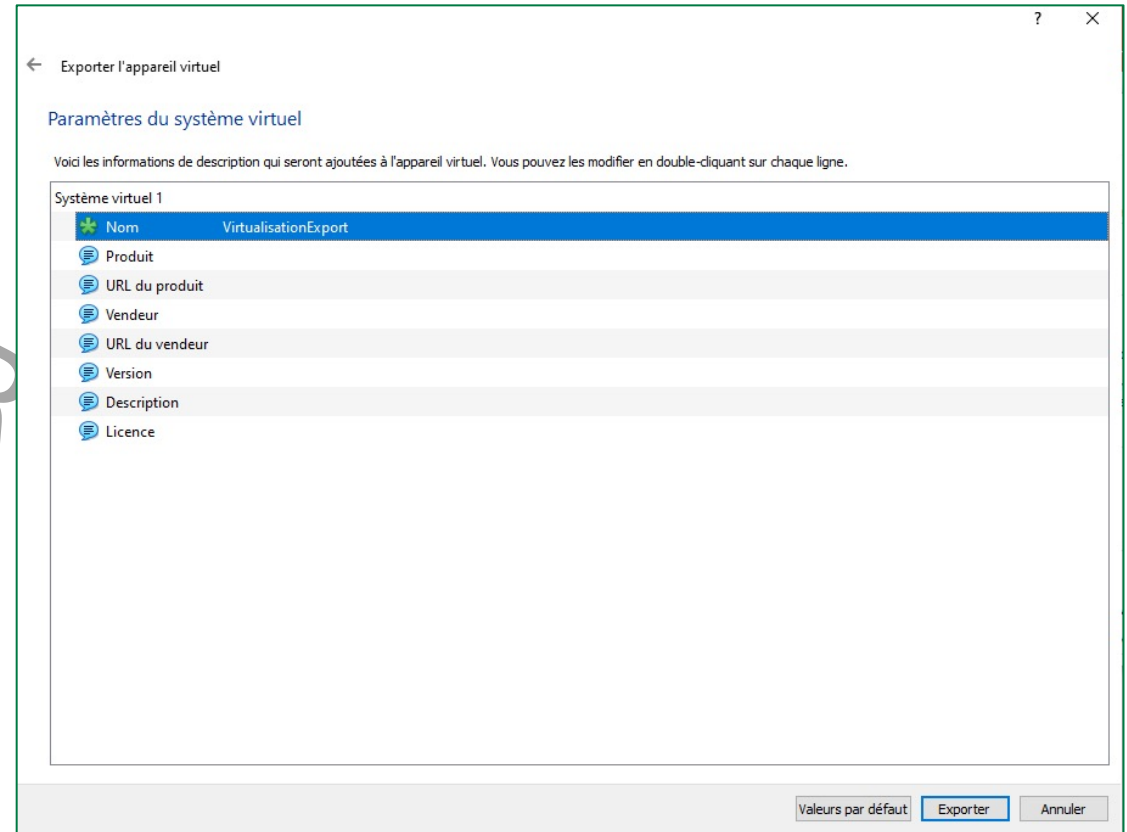 ?
Exporter l'appareil virtuel
Paramètres du système virtuel
Voici les informations de description qui seront ajoutées à l'appareil virtuel. Vous pouvez les modifier en double-cliquant sur chaque ligne.
Système virtuel 1
Nom VirtualisationExport
Produit
URL du produit
Vendeur
URL du vendeur
Version
Description
Licence
Valeurs par défaut Exporter Annuler